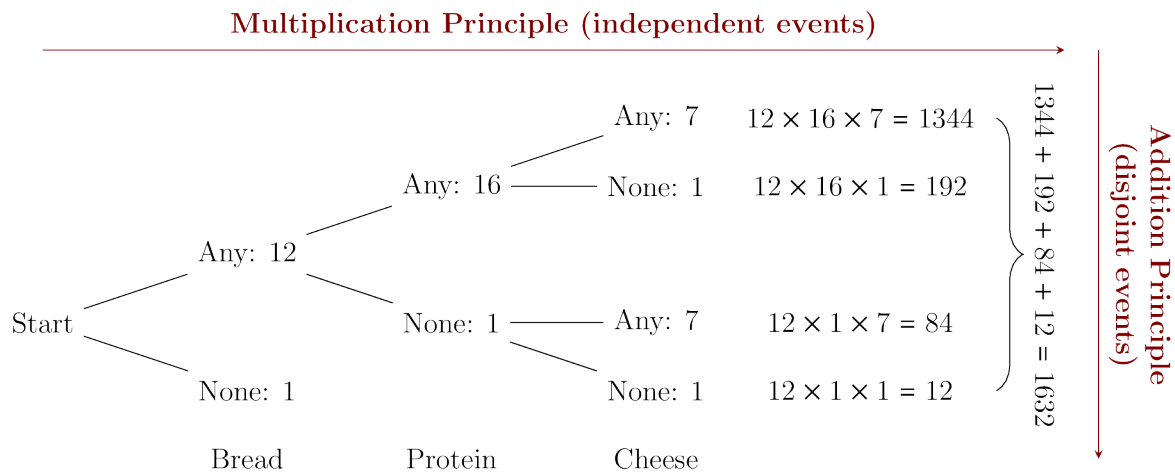 Multiplication Principle (independent events)
Any: 7
12 × 16 × 7 = 1344
Any: 16
None: 1
12 × 16 × 1 = 192
Any: 12
Start
None: 1
Any: 7
12 × 1 × 7 = 84
None: 1
None: 1
12 × 1 × 1 = 12
Bread
Protein
Cheese
1344 + 192 + 84 + 12 = 1632
Addition Principle
(disjoint events)